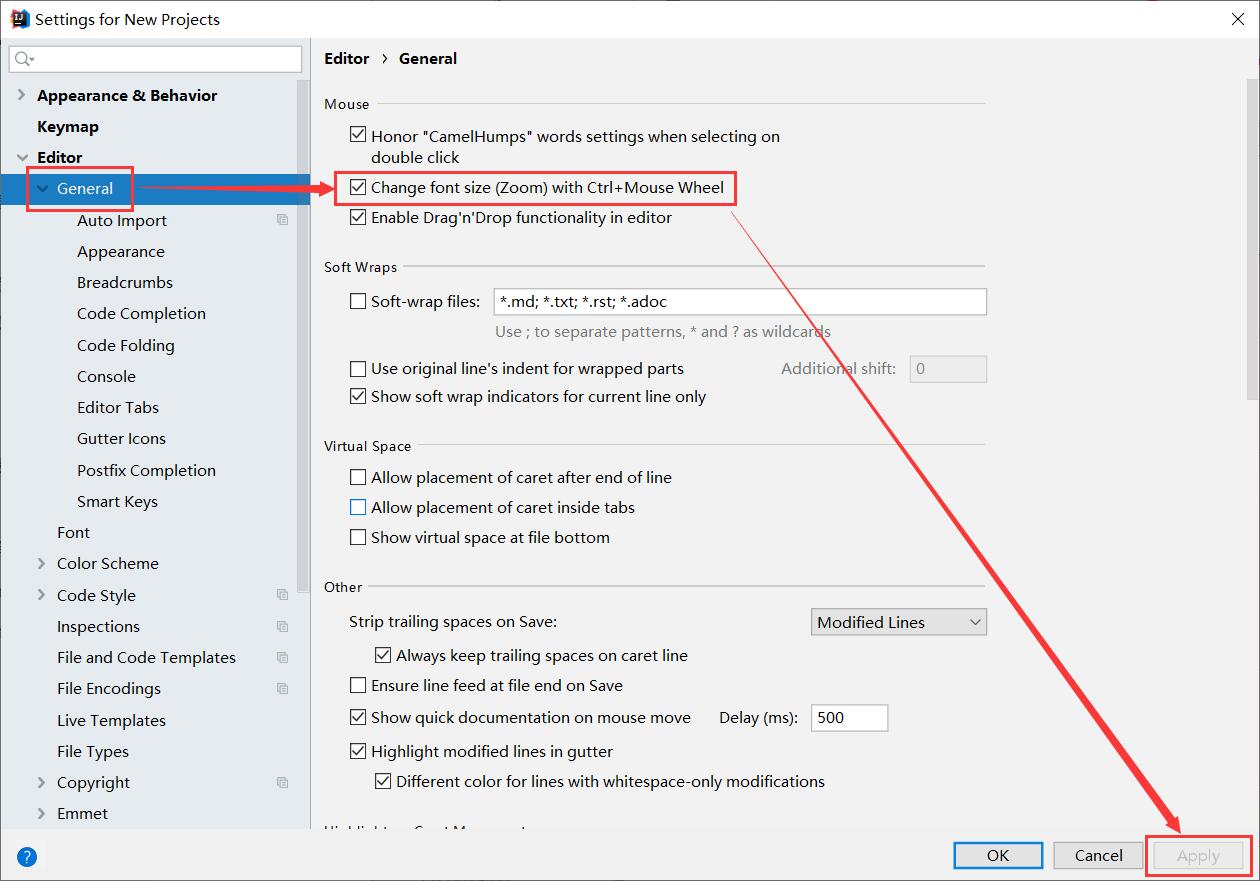 Settings for New Projects
Editor › General
Appearance & Behavior
Keymap
Editor
General
Auto Import
Appearance
Breadcrumbs
Code Completion
Code Folding
Console
Editor Tabs
Gutter Icons
Postfix Completion
Smart Keys
Font
Color Scheme
Code Style
Inspections
File and Code Templates
File Encodings
Live Templates
File Types
Copyright
Emmet
Mouse
Honor "CamelHumps" words settings when selecting on
double click
Change font size (Zoom) with Ctrl+Mouse Wheel
Enable Drag'n'Drop functionality in editor
Soft Wraps
Soft-wrap files: *.md; *.txt; *.rst; *.adoc
Use ; to separate patterns, * and ? as wildcards
Use original line's indent for wrapped parts Additional shift: 0
Show soft wrap indicators for current line only
Virtual Space
Allow placement of caret after end of line
Allow placement of caret inside tabs
Show virtual space at file bottom
Other
Strip trailing spaces on Save: Modified Lines
Always keep trailing spaces on caret line
Ensure line feed at file end on Save
Show quick documentation on mouse move Delay (ms): 500
Highlight modified lines in gutter
Different color for lines with whitespace-only modifications
? OK Cancel Apply